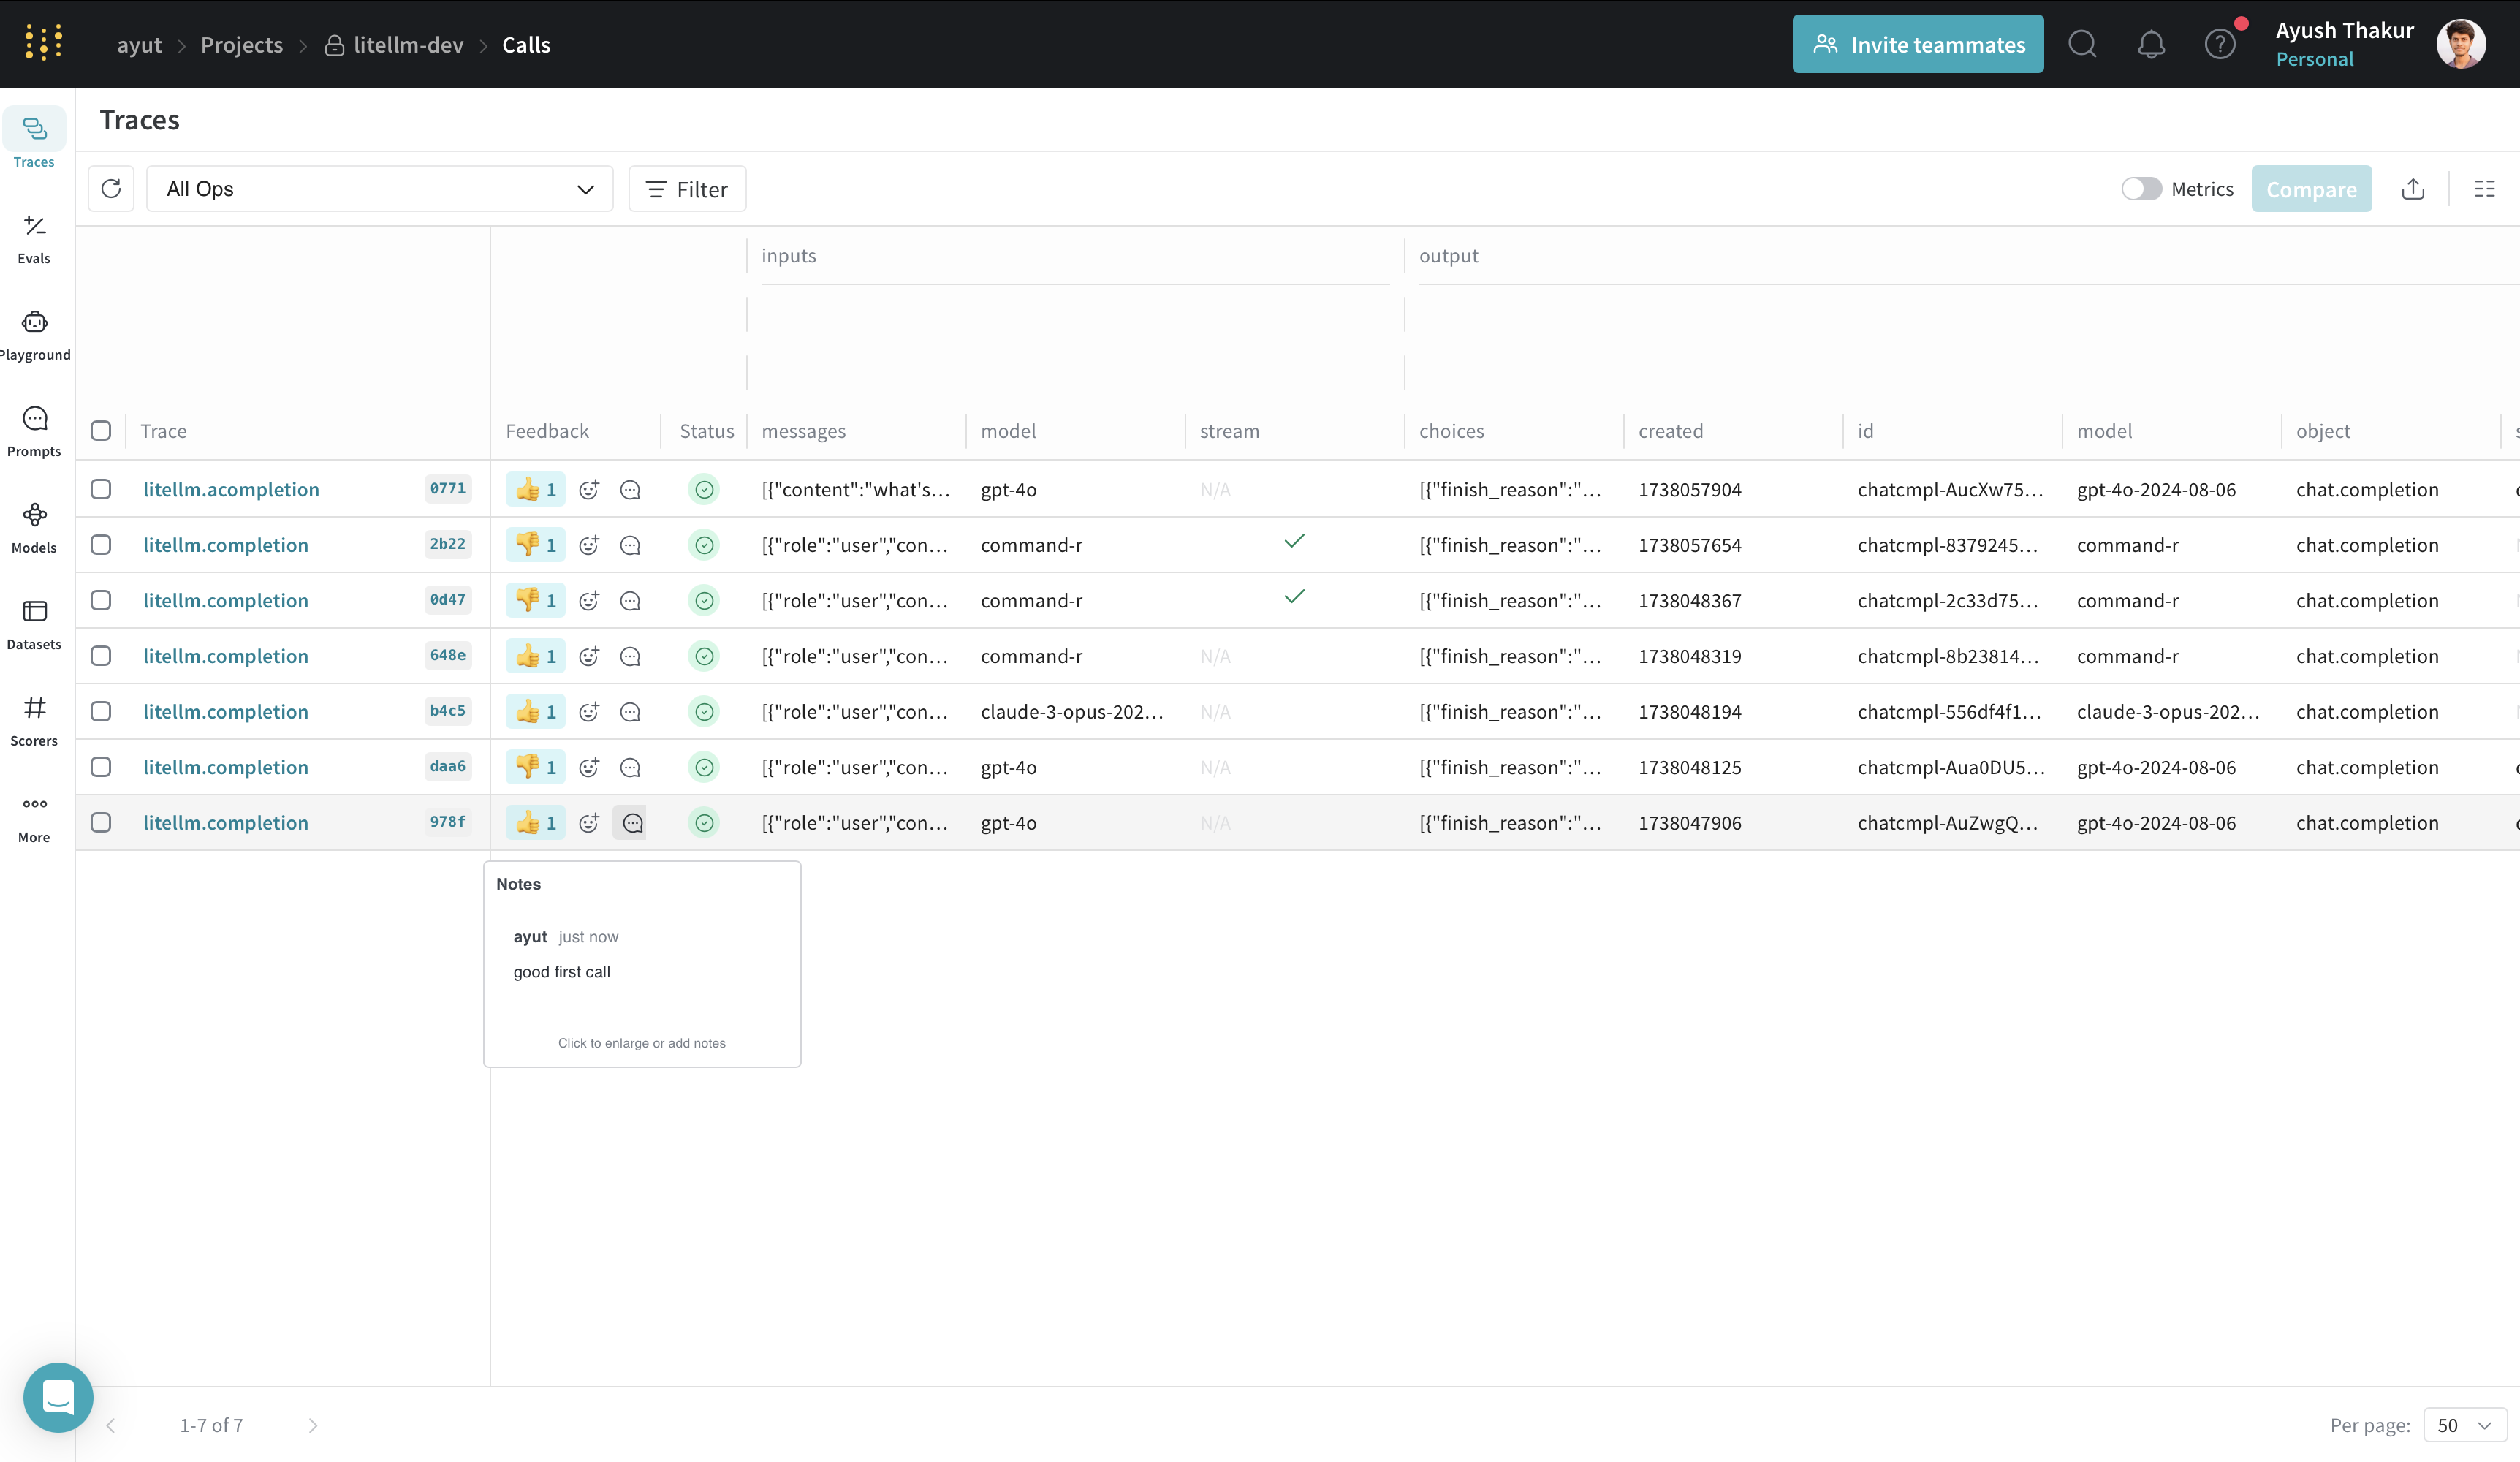 ayut > Projects > litellm-dev > Calls
Invite teammates
Ayush Thakur
Personal
Traces
Evals
Playground
Prompts
Models
Datasets
Scorers
More
Traces
All Ops
Filter
Metrics
Compare
inputs output
Trace Feedback Status messages model stream choices created id model object
litellm.acompletion 0771 1 [{"content":"what's... gpt-4o N/A [{"finish_reason":"... 1738057904 chatcmpl-AucXw75... gpt-4o-2024-08-06 chat.completion
litellm.completion 2b22 1 [{"role":"user","con... command-r [{"finish_reason":"... 1738057654 chatcmpl-8379245... command-r chat.completion
litellm.completion 0d47 1 [{"role":"user","con... command-r [{"finish_reason":"... 1738048367 chatcmpl-2c33d75... command-r chat.completion
litellm.completion 648e 1 [{"role":"user","con... command-r N/A [{"finish_reason":"... 1738048319 chatcmpl-8b23814... command-r chat.completion
litellm.completion b4c5 1 [{"role":"user","con... claude-3-opus-202... N/A [{"finish_reason":"... 1738048194 chatcmpl-556df4f1... claude-3-opus-202... chat.completion
litellm.completion daa6 1 [{"role":"user","con... gpt-4o N/A [{"finish_reason":"... 1738048125 chatcmpl-Aua0DU5... gpt-4o-2024-08-06 chat.completion
litellm.completion 978f 1 [{"role":"user","con... gpt-4o N/A [{"finish_reason":"... 1738047906 chatcmpl-AuZwgQ... gpt-4o-2024-08-06 chat.completion
Notes
ayut just now
good first call
Click to enlarge or add notes
1-7 of 7
Per page: 50